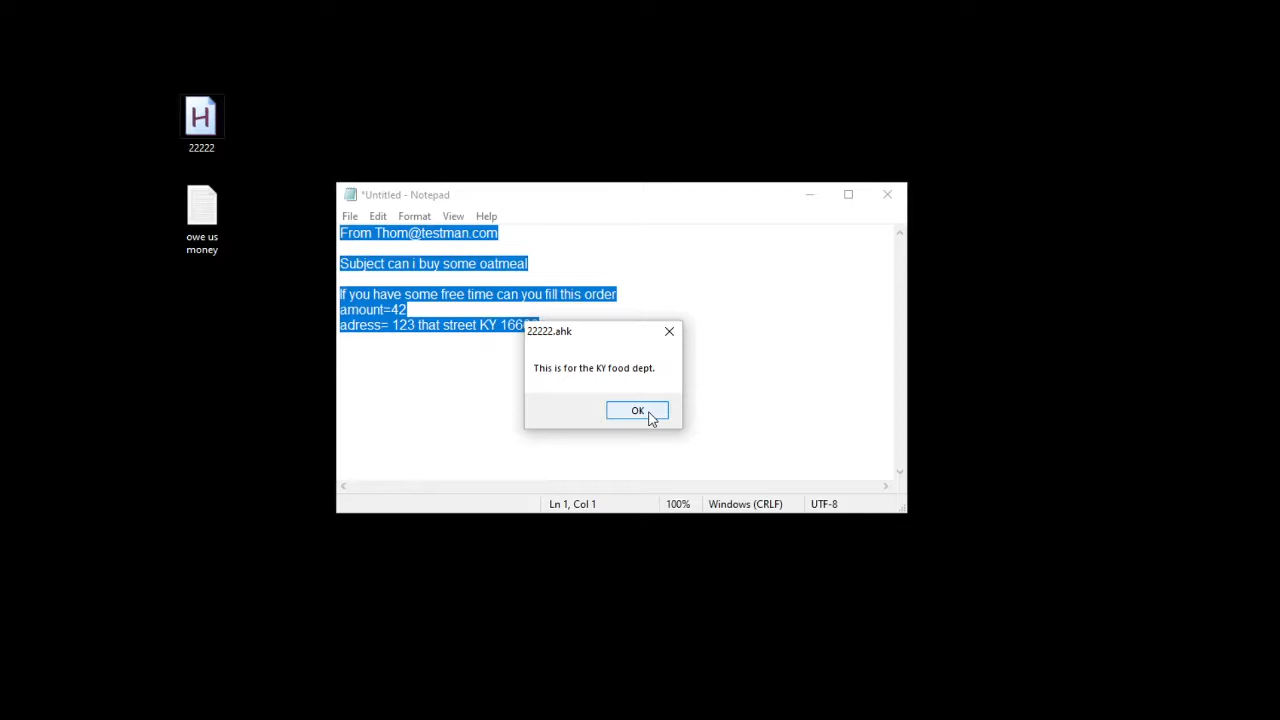 22222
owe us
money
*Untitled - Notepad
File Edit Format View Help
From Thom@testman.com
Subject can i buy some oatmeal
If you have some free time can you fill this order
amount=42
adress= 123 that street KY
22222.ahk
This is for the KY food dept.
OK
Ln 1, Col 1 100% Windows (CRLF) UTF-8